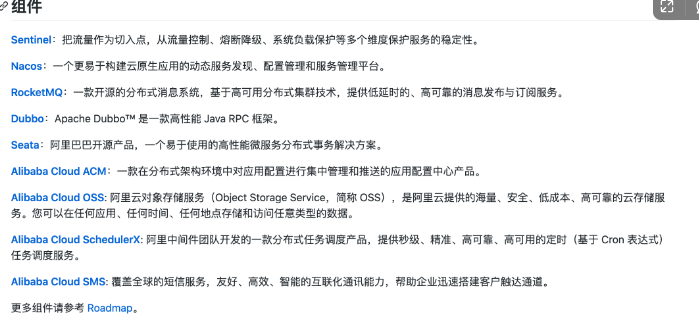 组件
Sentinel：把流量作为切入点，从流量控制、熔断降级、系统负载保护等多个维度保护服务的稳定性。
Nacos：一个更易于构建云原生应用的动态服务发现、配置管理和服务管理平台。
RocketMQ：一款开源的分布式消息系统，基于高可用分布式集群技术，提供低延时的、高可靠的消息发布与订阅服务。
Dubbo：Apache Dubbo™ 是一款高性能 Java RPC 框架。
Seata：阿里巴巴开源产品，一个易于使用的高性能微服务分布式事务解决方案。
Alibaba Cloud ACM：一款在分布式架构环境中对应用配置进行集中管理和推送的应用配置中心产品。
Alibaba Cloud OSS: 阿里云对象存储服务（Object Storage Service，简称 OSS），是阿里云提供的海量、安全、低成本、高可靠的云存储服
务。您可以在任何应用、任何时间、任何地点存储和访问任意类型的数据。
Alibaba Cloud SchedulerX: 阿里中间件团队开发的一款分布式任务调度产品，提供秒级、精准、高可靠、高可用的定时（基于 Cron 表达式）
任务调度服务。
Alibaba Cloud SMS: 覆盖全球的短信服务，友好、高效、智能的互联化通讯能力，帮助企业迅速搭建客户触达通道。
更多组件请参考 Roadmap。